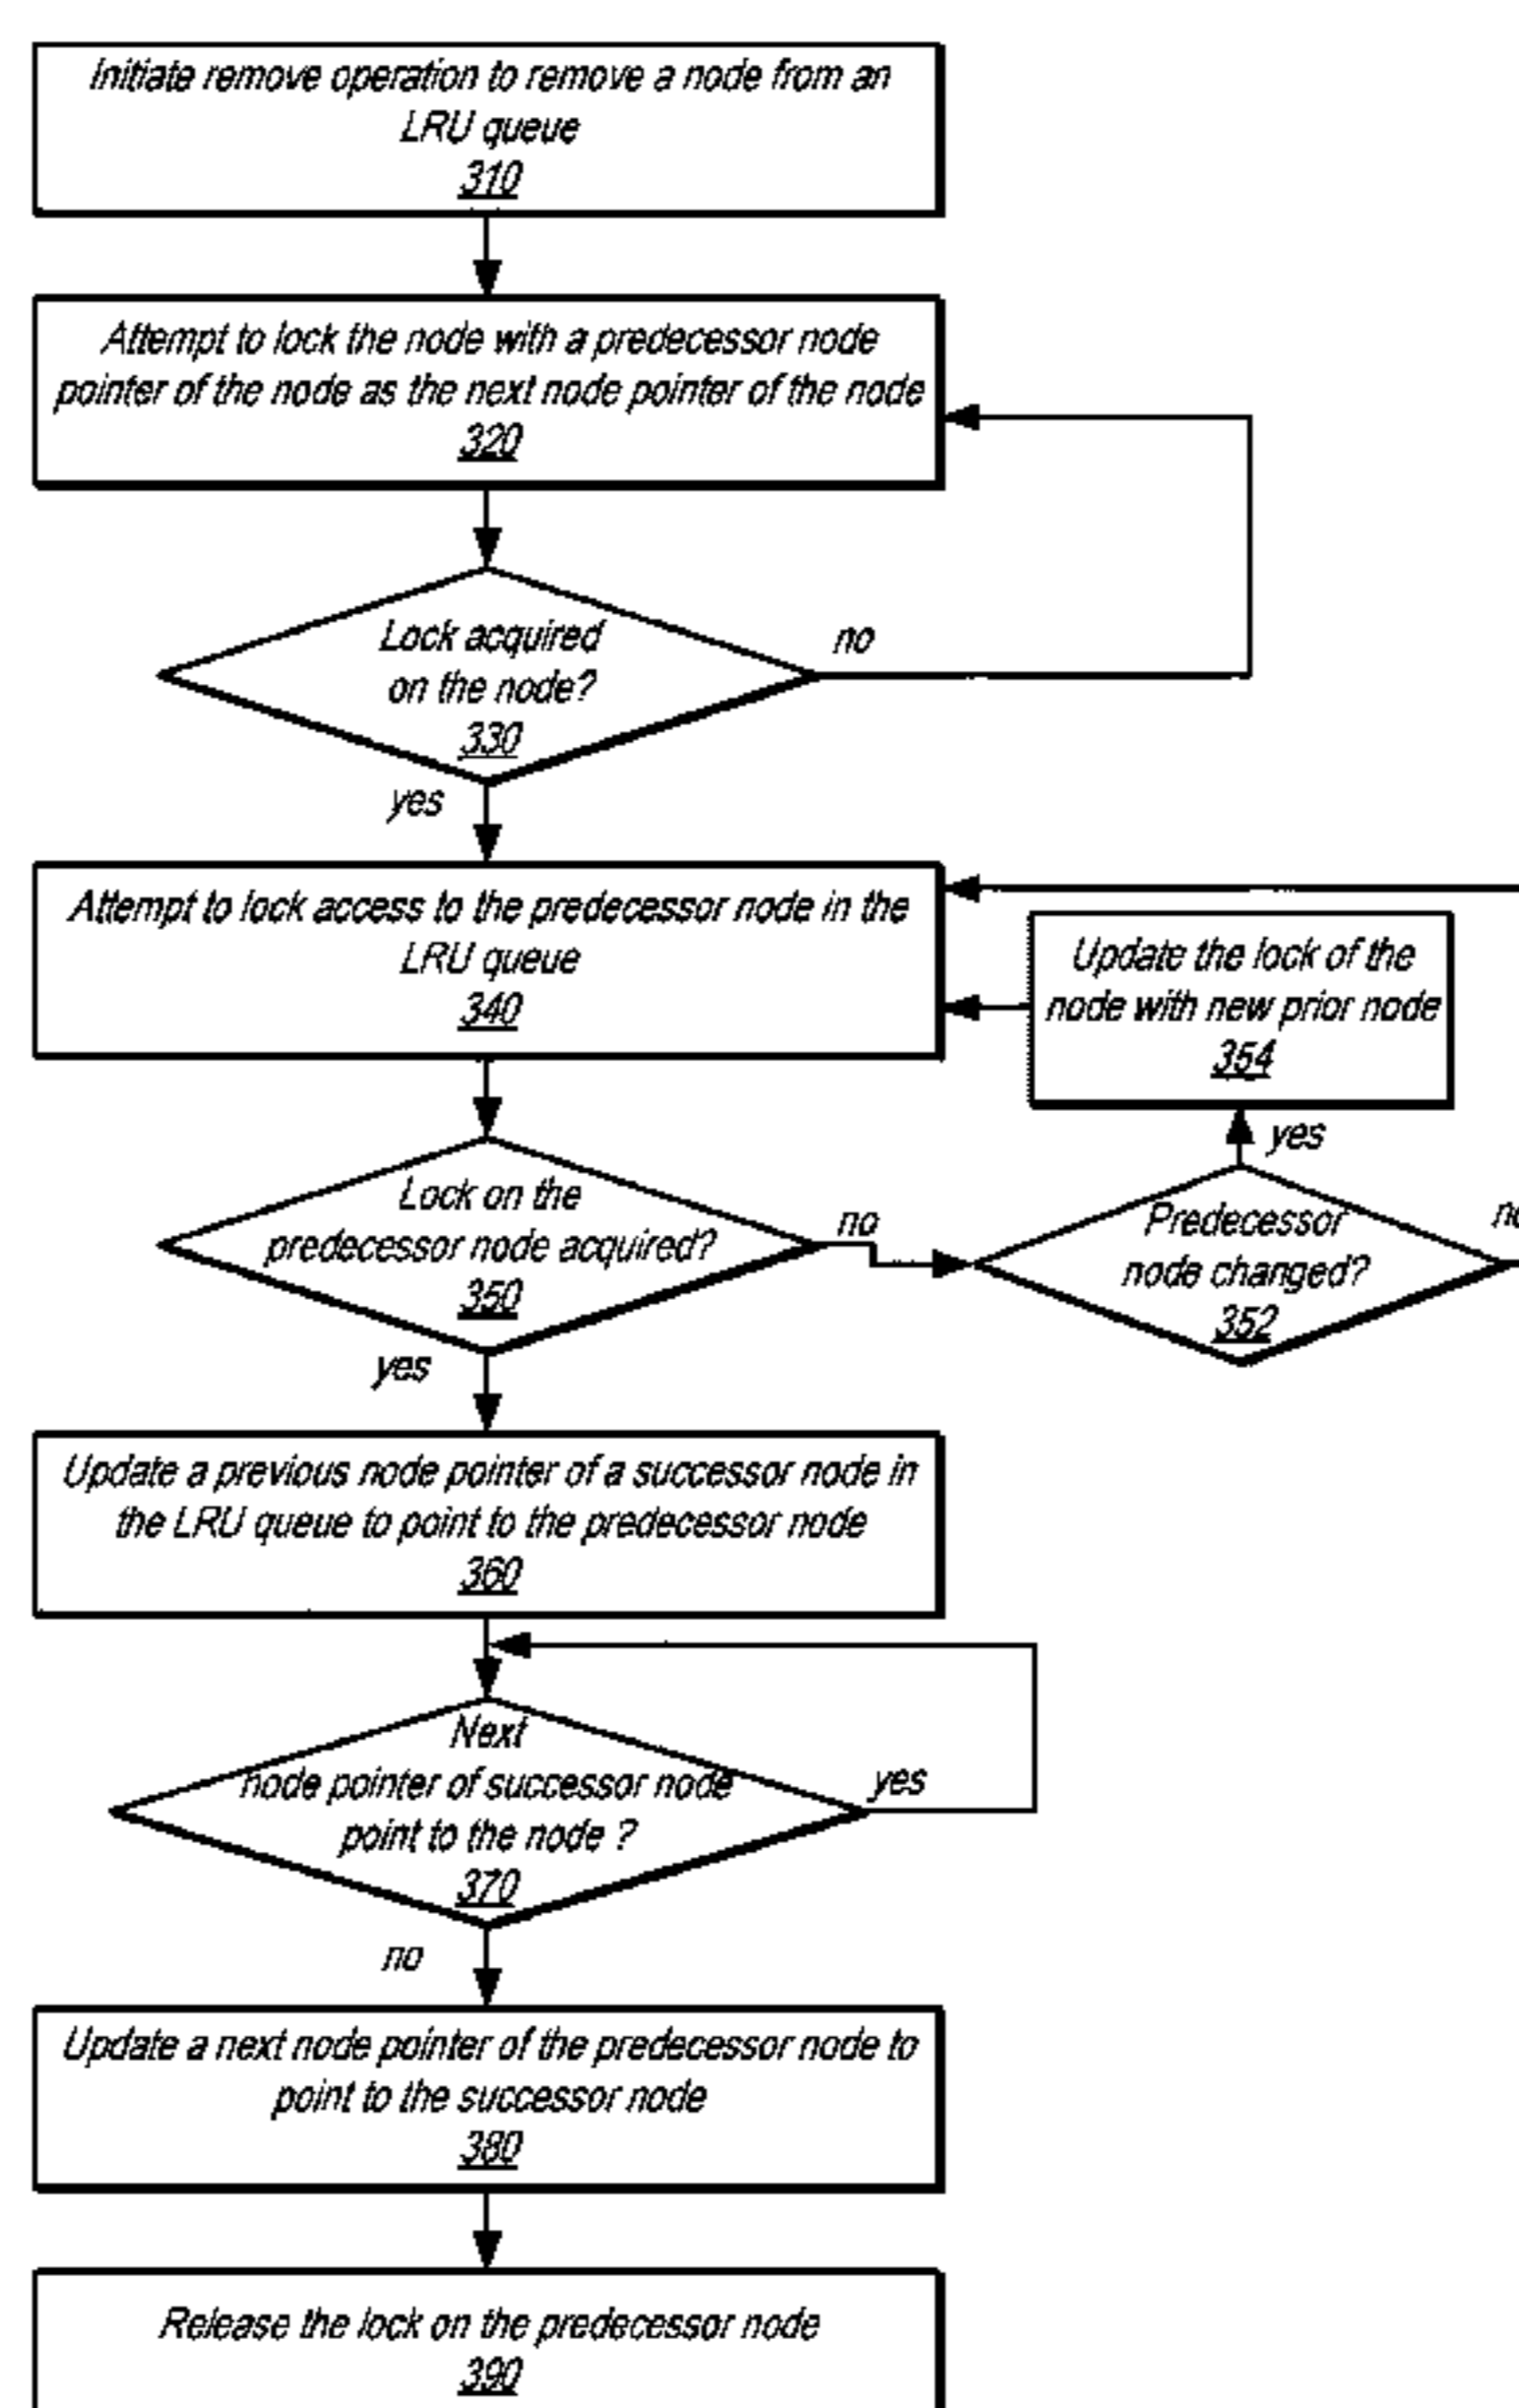 Initiate remove operation to remove a node from an
LRU queue
310
Attempt to lock the node with a predecessor node
pointer of the node as the next node pointer of the node
320
Lock acquired
on the node?
330
no
yes
Attempt to lock access to the predecessor node in the
LRU queue
340
Update the lock of the
node with new prior node
354
yes
Lock on the
predecessor node acquired?
350
no
Predecessor
node changed?
352
yes
Update a previous node pointer of a successor node in
the LRU queue to point to the predecessor node
360
Next
node pointer of successor node
point to the node ?
370
yes
no
Update a next node pointer of the predecessor node to
point to the successor node
380
Release the lock on the predecessor node
390